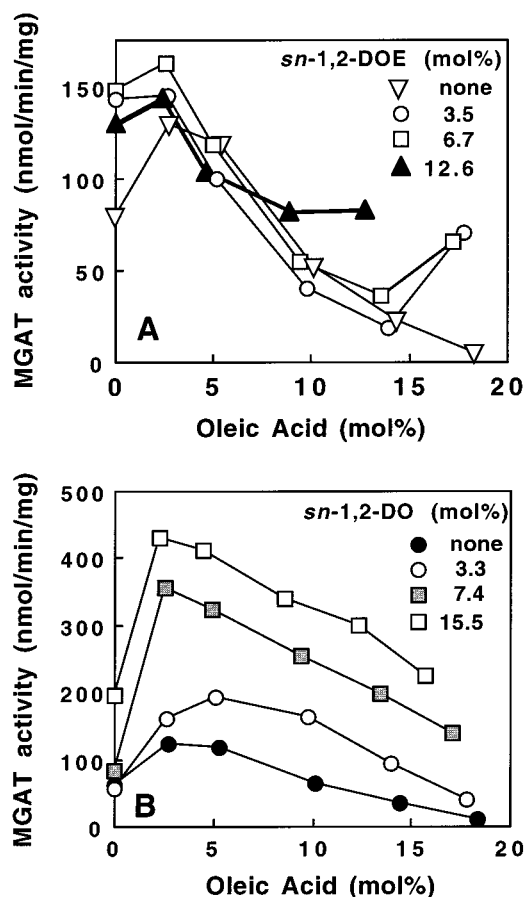 sn-1,2-DOE (mol%)
none
3.5
6.7
12.6
MGAT activity (nmol/min/mg)
150
100
50
0
A
0 5 10 15 20
Oleic Acid (mol%)
sn-1,2-DO (mol%)
none
3.3
7.4
15.5
MGAT activity (nmol/min/mg)
500
400
300
200
100
0
B
0 5 10 15 20
Oleic Acid (mol%)